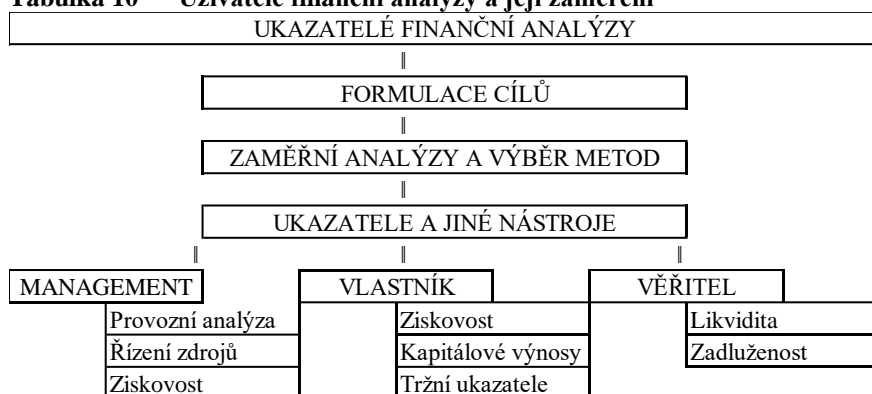 Tabulka 10 Uživatelé finanční analýzy a její zaměření
UKAZATELÉ FINANČNÍ ANALÝZY
FORMULACE CÍLŮ
ZAMĚŘNÍ ANALÝZY A VÝBĚR METOD
UKAZATELE A JINÉ NÁSTROJE
MANAGEMENT VLASTNÍK VĚŘITEL
Provozní analýza Ziskovost Likvidita
Řízení zdrojů Kapitálové výnosy Zadluženost
Ziskovost Tržní ukazatele